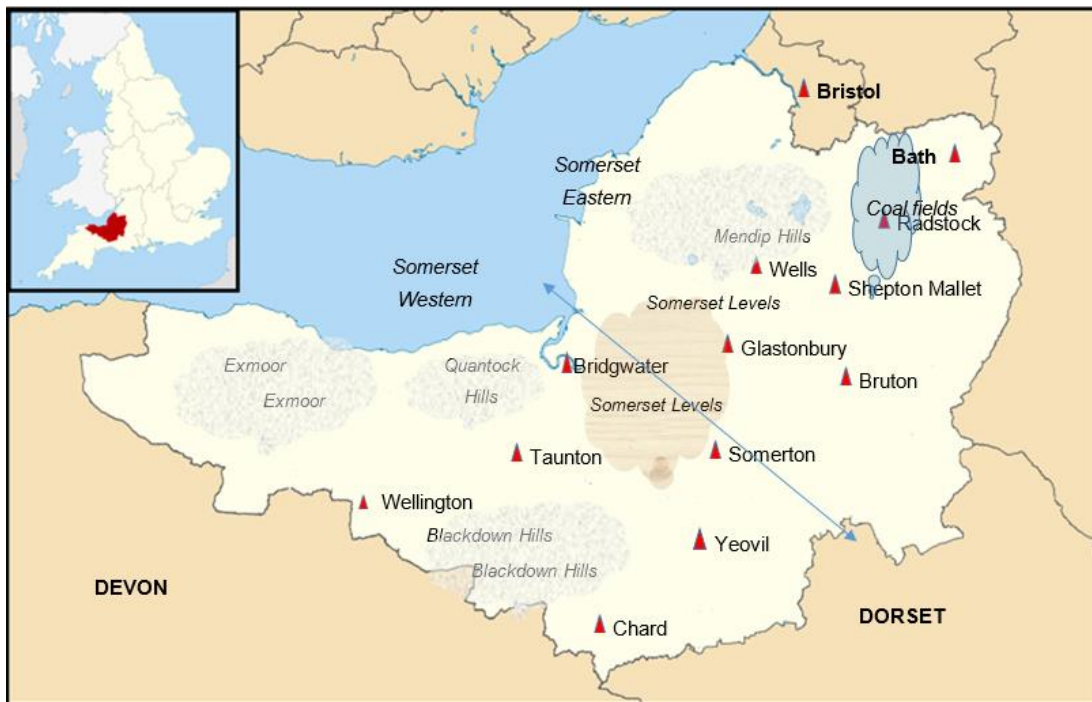 Bristol
Bath
Somerset
Eastern
Coal fields
Radstock
Mendip Hills
Somerset
Western
Wells
Shepton Mallet
Somerset Levels
Glastonbury
Exmoor
Exmoor
Quantock
Hills
Bridgwater
Bruton
Somerset Levels
Taunton
Somerton
Wellington
Blackdown Hills
Blackdown Hills
Yeovil
DEVON
DORSET
Chard